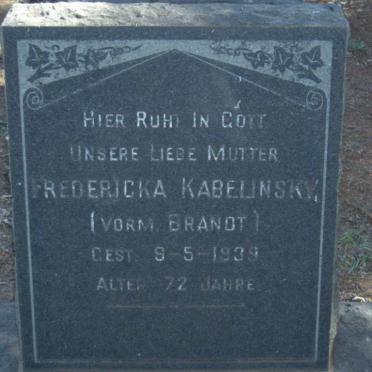 HIER RUHT IN GOTT
UNSERE LIEBE MUTTER
FREDERICKA KABELINSKY
(VORM. BRANDT)
GEST. 9-5-1939
ALTER 72 JAHRE